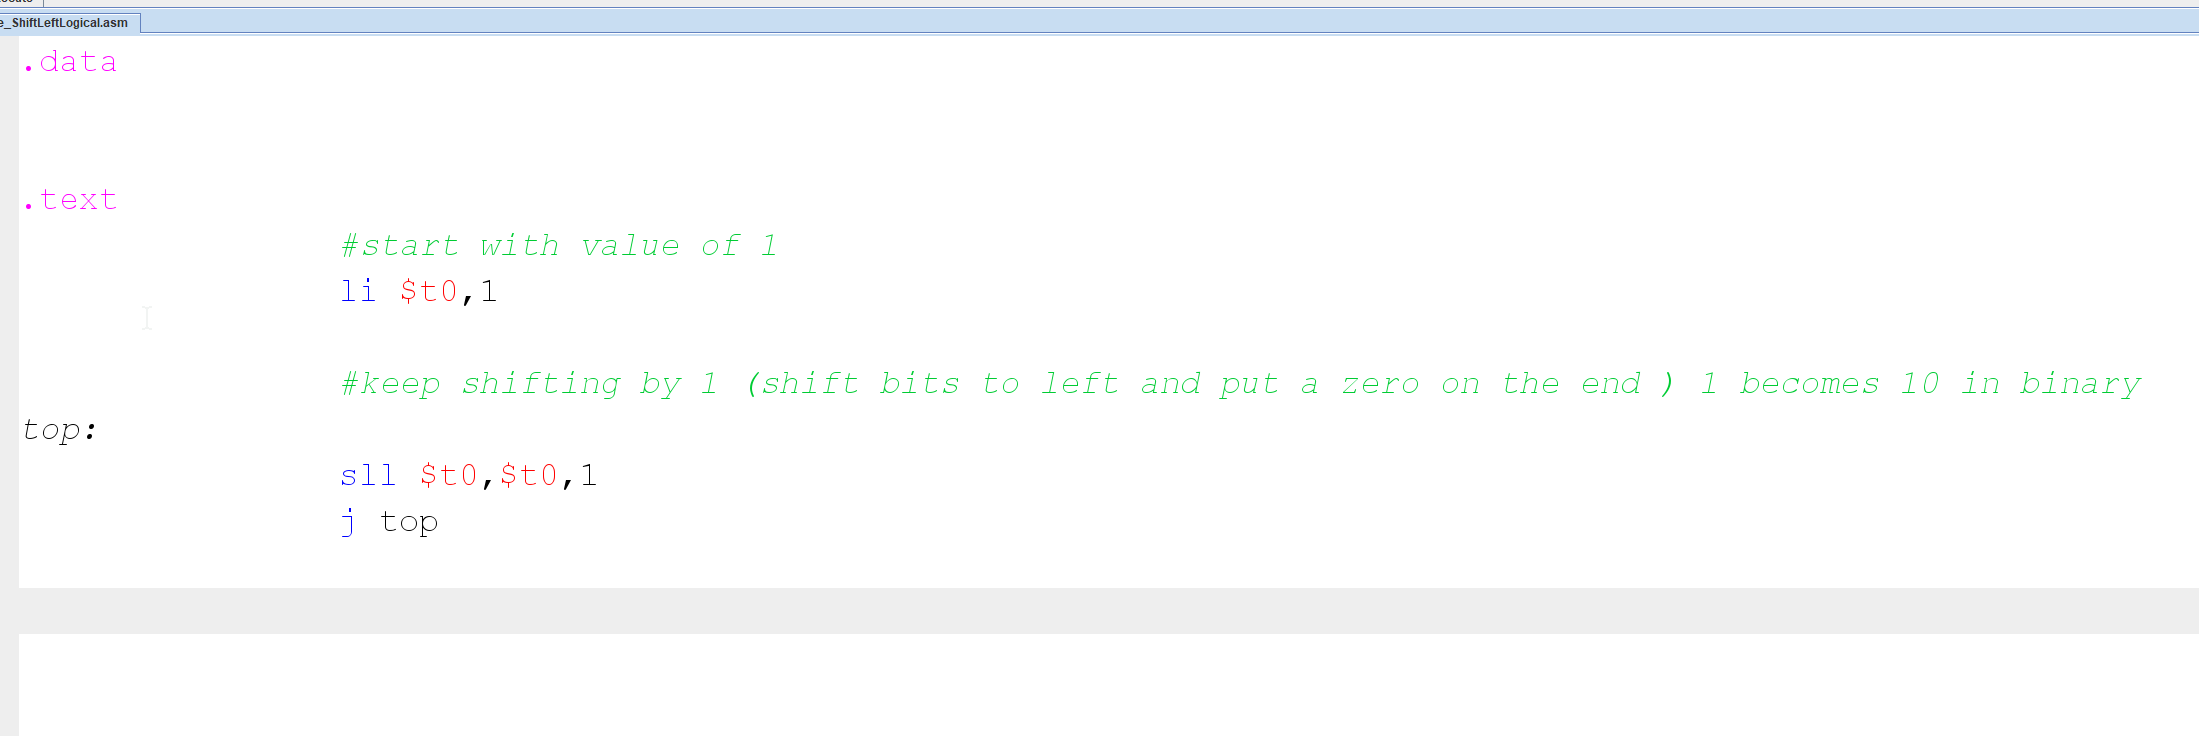 e_ShiftLeftLogical.asm
.data
.text
#start with value of 1
li $t0,1
#keep shifting by 1 (shift bits to left and put a zero on the end ) 1 becomes 10 in binary
top:
sll $t0,$t0,1
j top